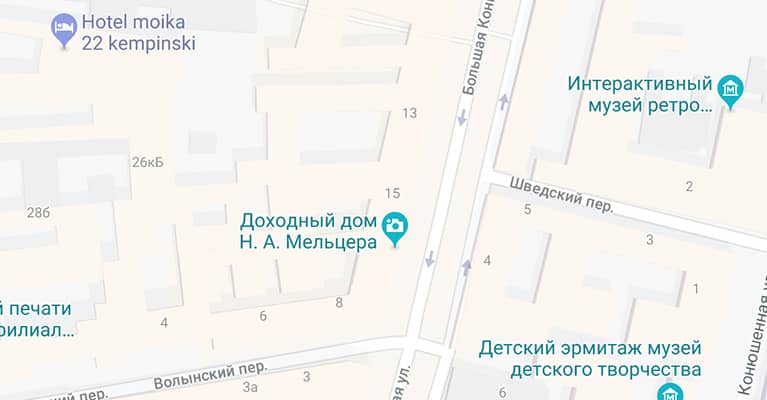 Hotel moika
22 kempinski
Большая Кон
Интерактивный
музей ретро...
13
26кБ
2
Шведский пер.
15
28б
5
Доходный дом
Н. А. Мельцера
3
4
1
й печати
филиал...
8
6
4
Детский эрмитаж музей
детского творчества
Конюшенная
Волынский пер.
ная ул.
3
3а
кий пер.
6